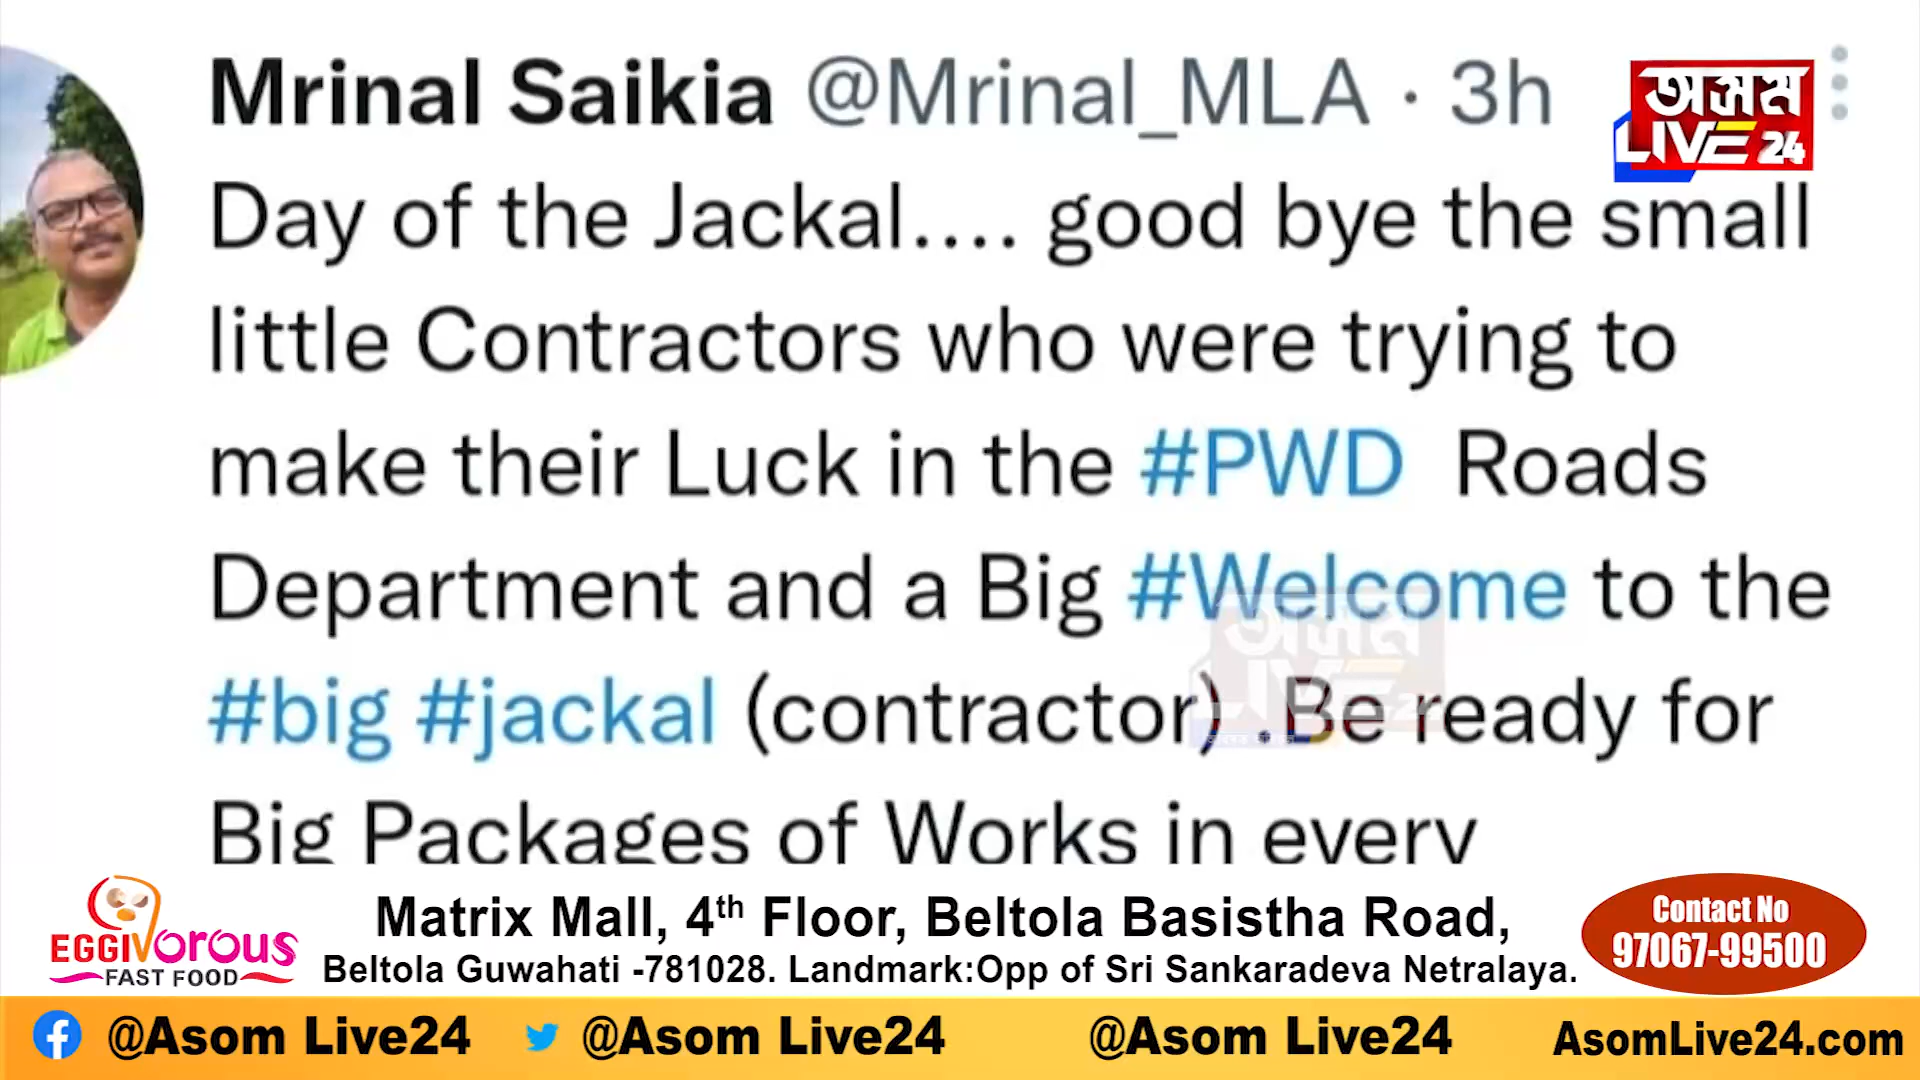 Mrinal Saikia @Mrinal_MLA · 3h
অসম
LIVE 24
Day of the Jackal.... good bye the small
little Contractors who were trying to
make their Luck in the #PWD Roads
Department and a Big #Welcome to the
#big #jackal (contractor) Be ready for
অসম
LIVE 24
Big Packages of Works in every
EGGIVOROUS
FAST FOOD
Matrix Mall, 4th Floor, Beltola Basistha Road,
Beltola Guwahati -781028. Landmark:Opp of Sri Sankaradeva Netralaya.
Contact No
97067-99500
@Asom Live24 @Asom Live24 @Asom Live24 AsomLive24.com